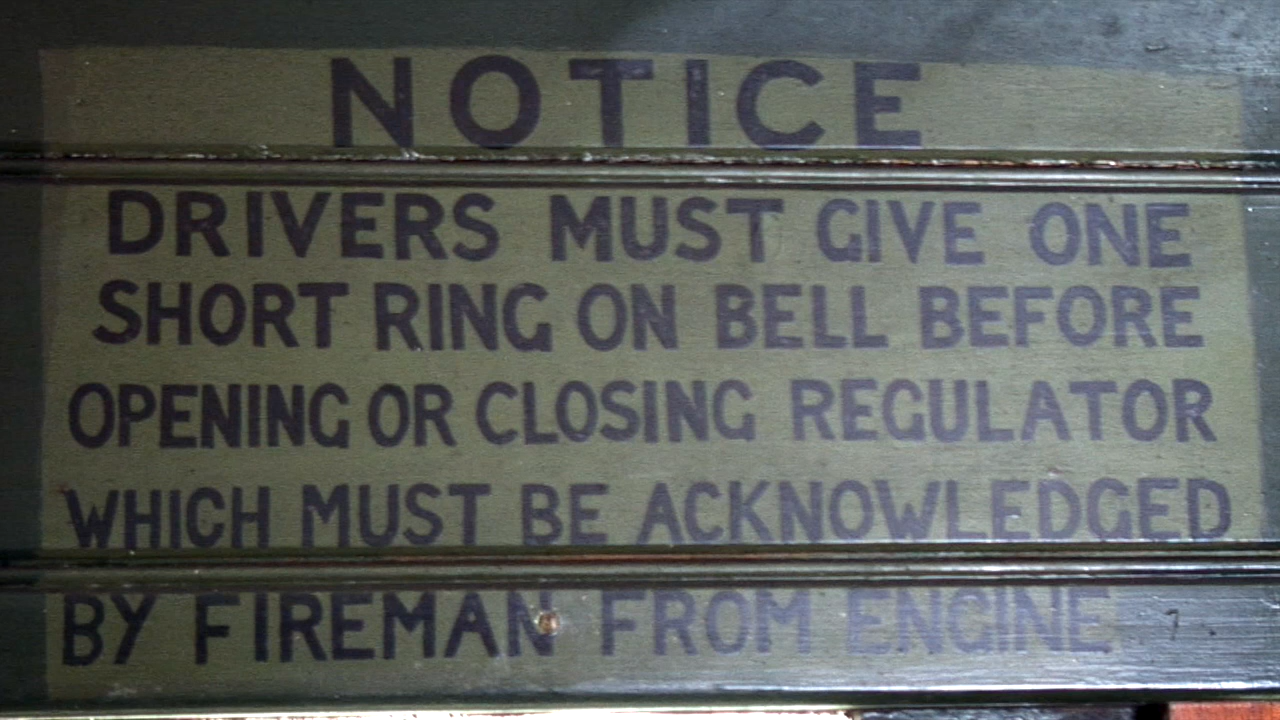 NOTICE
DRIVERS MUST GIVE ONE
SHORT RING ON BELL BEFORE
OPENING OR CLOSING REGULATOR
WHICH MUST BE ACKNOWLEDGED
BY FIREMAN FROM ENGINE